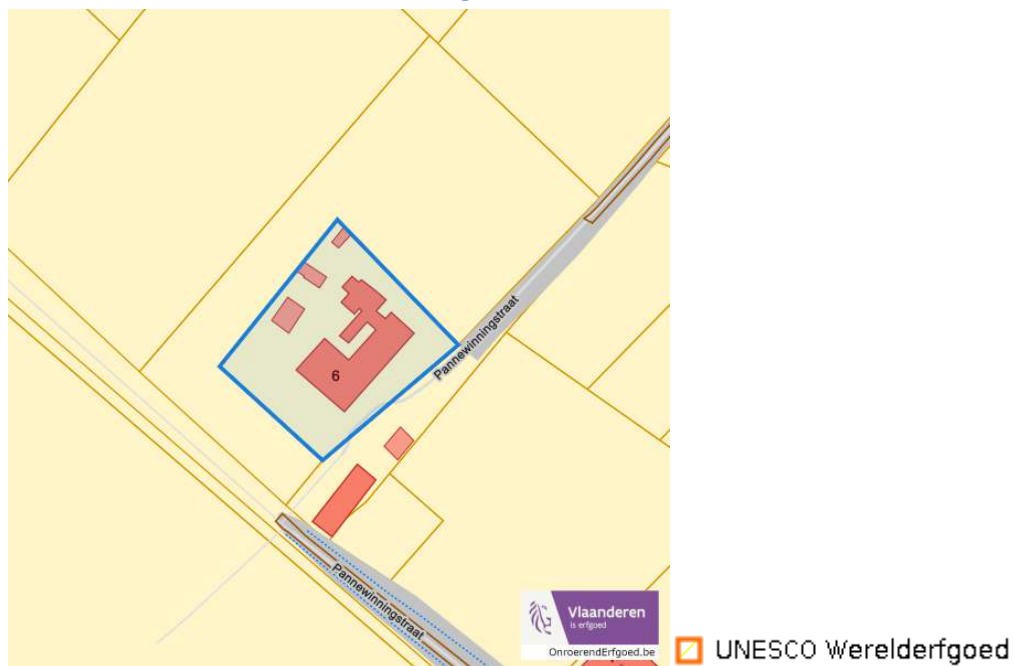 Pannewinningstraat
6
Pannewinningstraat
Vlaanderen
is erfgoed
OnroerendErfgoed.be
UNESCO Werelderfgoed